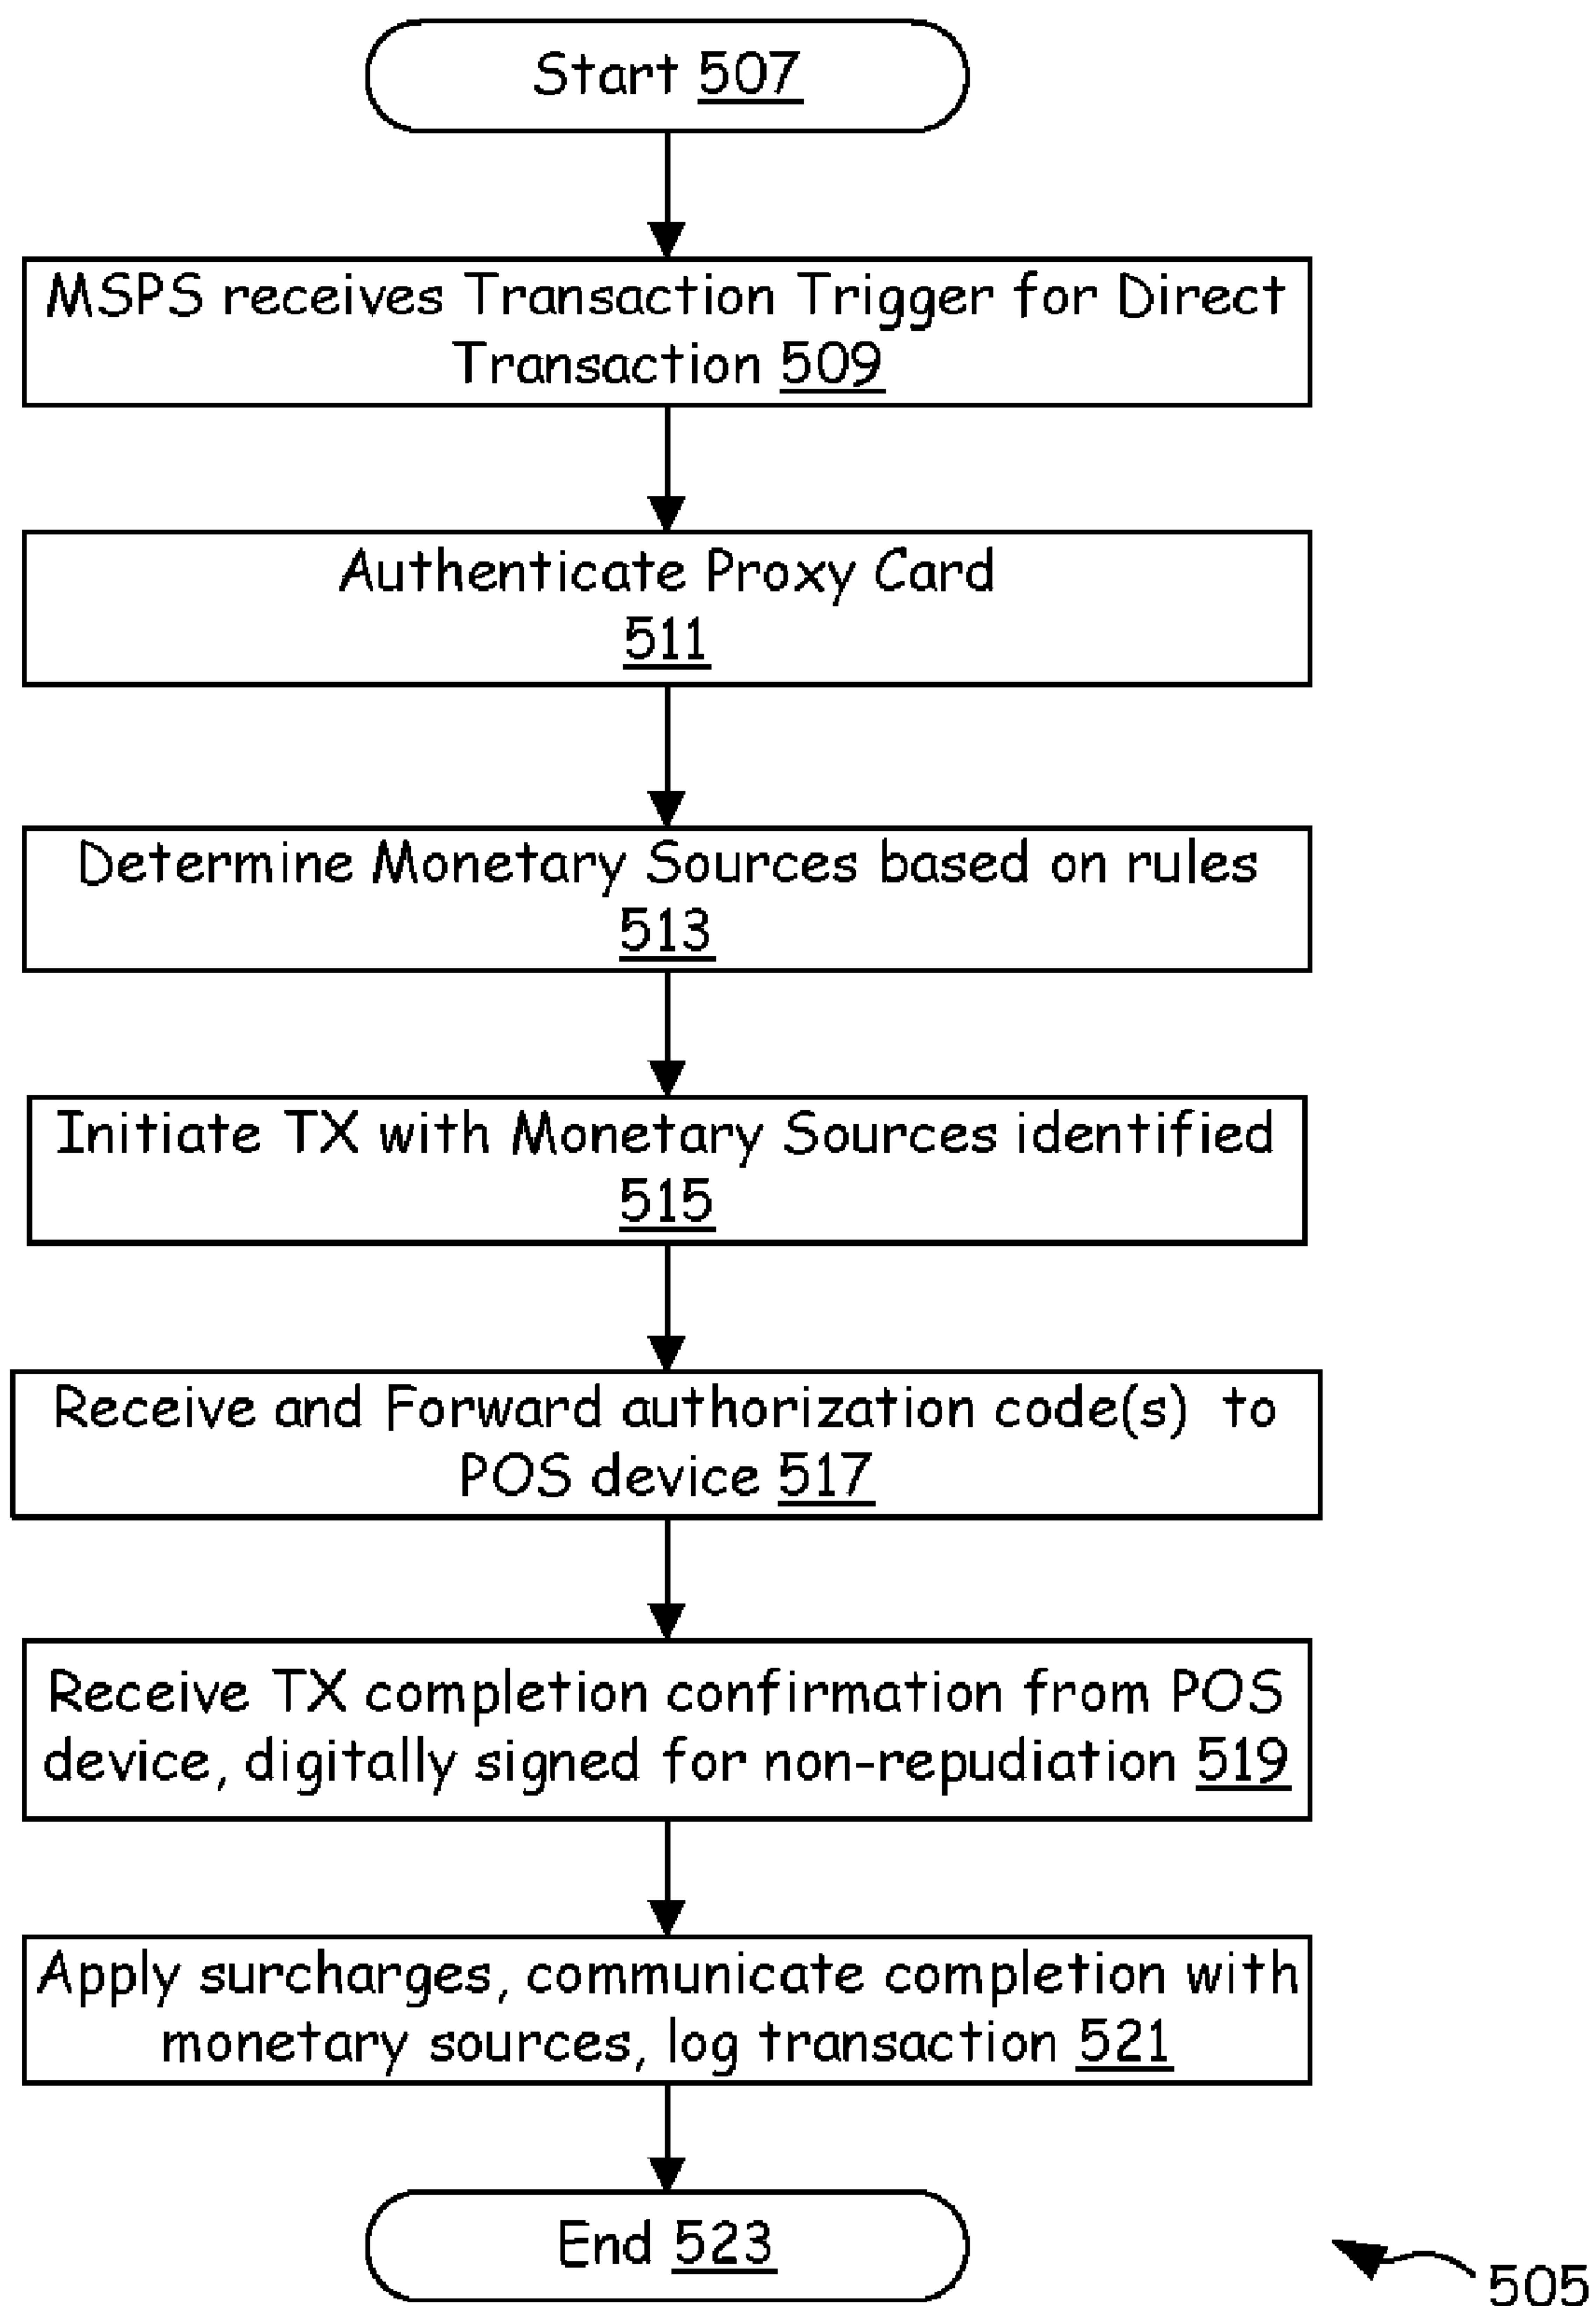 Start 507
MSPS receives Transaction Trigger for Direct
Transaction 509
Authenticate Proxy Card
511
Determine Monetary Sources based on rules
513
Initiate TX with Monetary Sources identified
515
Receive and Forward authorization code(s) to
POS device 517
Receive TX completion confirmation from POS
device, digitally signed for non-repudiation 519
Apply surcharges, communicate completion with
monetary sources, log transaction 521
End 523
505